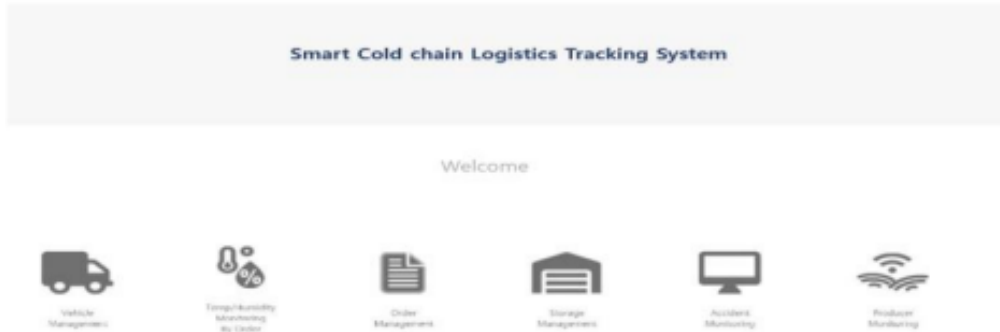 Smart Cold chain Logistics Tracking System
Welcome
Vehicle
Management
Temp/Humidity
Monitoring
By Order
Order
Management
Storage
Management
Accident
Monitoring
Producer
Monitoring